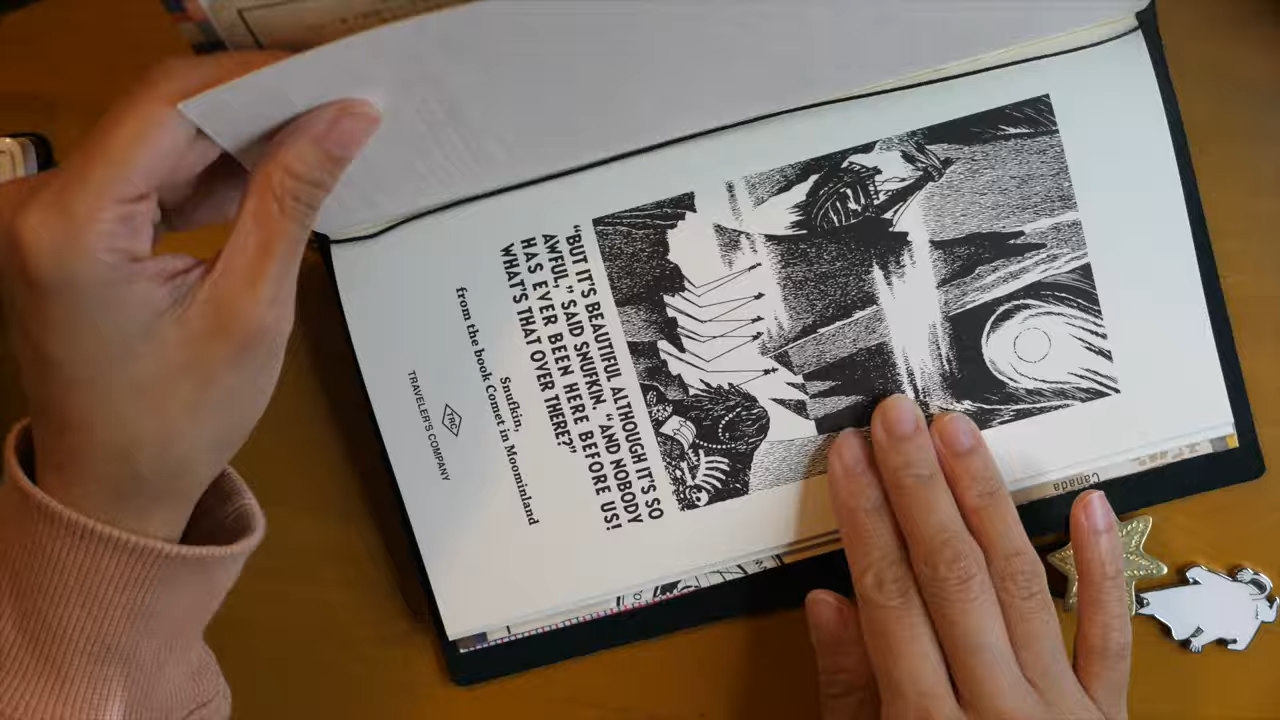 “BUT IT’S BEAUTIFUL ALTHOUGH IT’S SO
AWFUL,” SAID SNUFKIN. “AND NOBODY
HAS EVER BEEN HERE BEFORE US!
WHAT’S THAT OVER THERE?”
Snufkin,
from the book Comet in Moominland
TRC
TRAVELER’S COMPANY
Canada